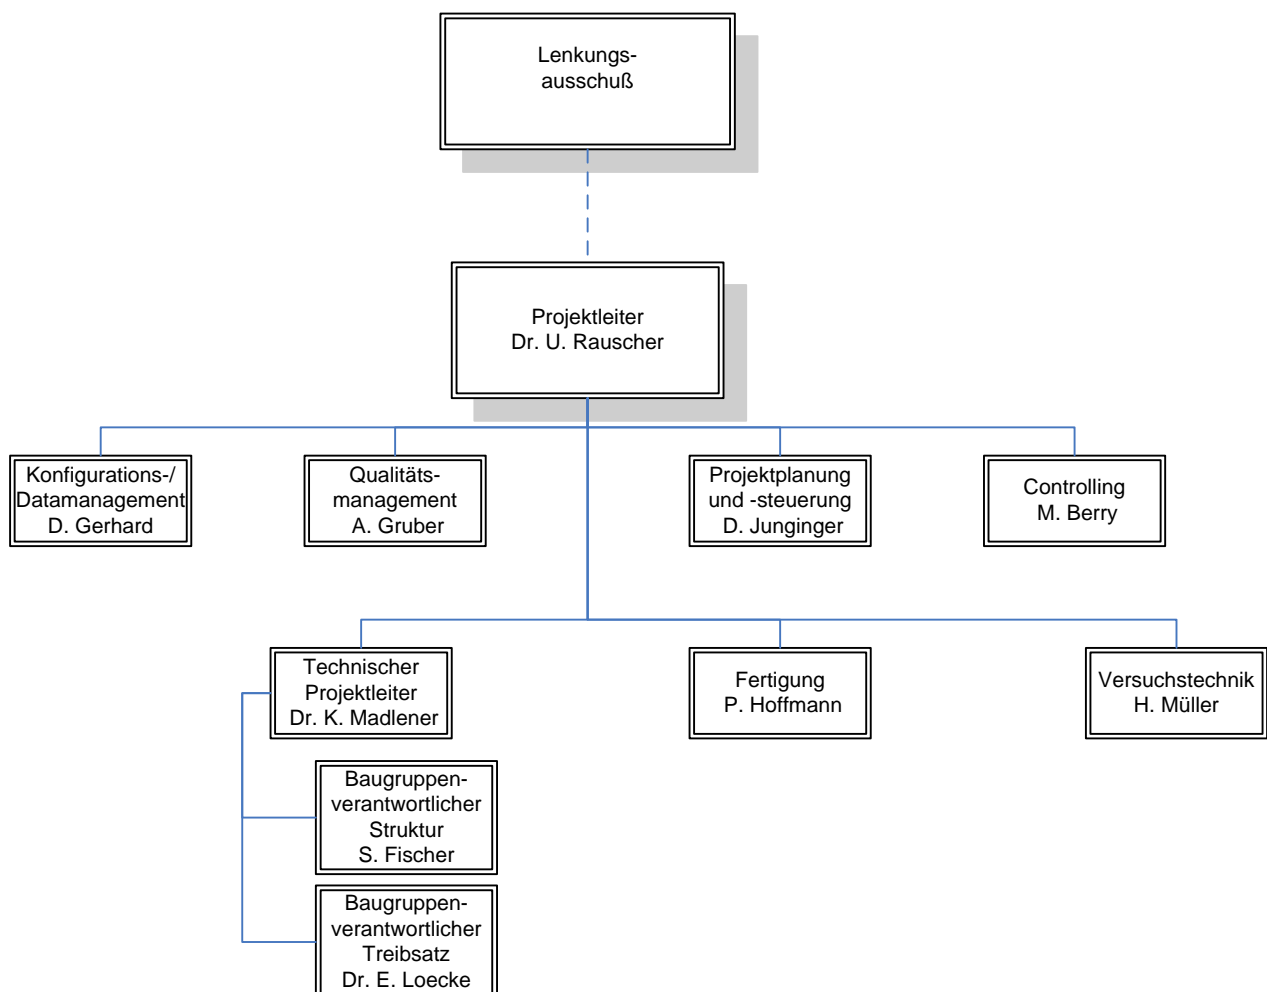 Lenkungs-
ausschuß
Projektleiter
Dr. U. Rauscher
Konfigurations-/
Datamanagement
D. Gerhard
Qualitäts-
management
A. Gruber
Projektplanung
und -steuerung
D. Junginger
Controlling
M. Berry
Technischer
Projektleiter
Dr. K. Madlener
Fertigung
P. Hoffmann
Versuchstechnik
H. Müller
Baugruppen-
verantwortlicher
Struktur
S. Fischer
Baugruppen-
verantwortlicher
Treibsatz
Dr. E. Loecke